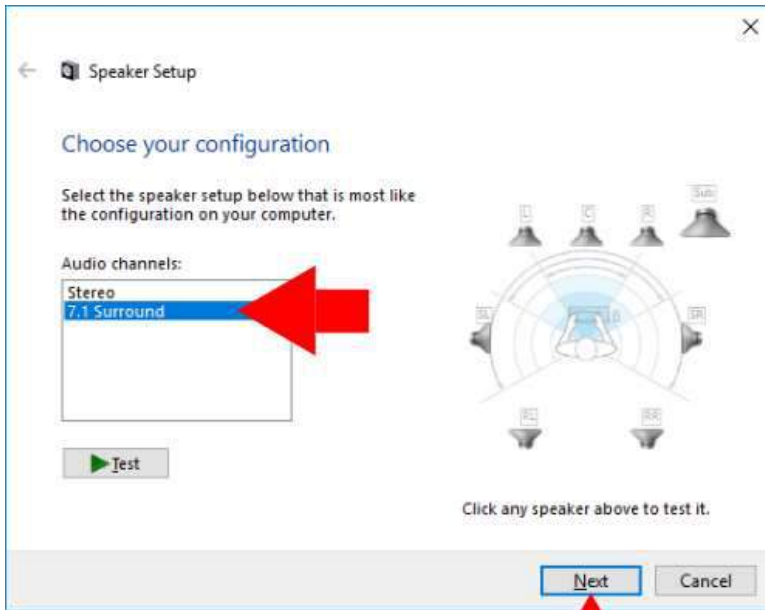 Speaker Setup
Choose your configuration
Select the speaker setup below that is most like
the configuration on your computer.
Audio channels:
Stereo
7.1 Surround
Test
L
C
R
Sub
SL
SR
RL
RR
Click any speaker above to test it.
Next
Cancel